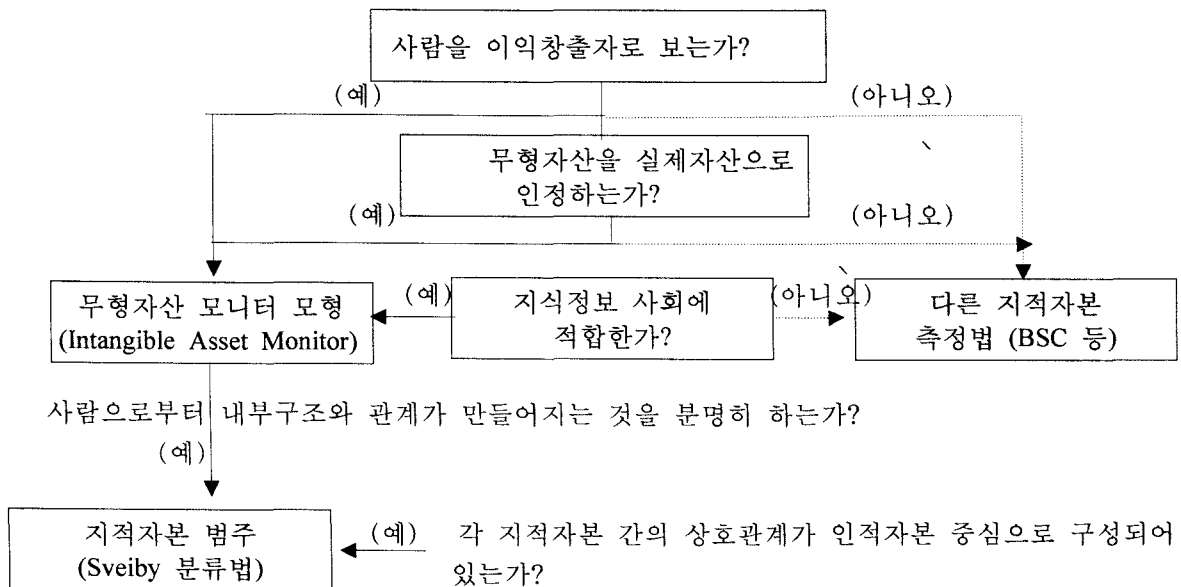 사람을 이익창출자로 보는가?
(예)
(아니오)
무형자산을 실제자산으로
인정하는가?
(예)
(아니오)
무형자산 모니터 모형
(Intangible Asset Monitor)
(예)
지식정보 사회에
적합한가?
(아니오)
다른 지적자본
측정법 (BSC 등)
사람으로부터 내부구조와 관계가 만들어지는 것을 분명히 하는가?
(예)
지적자본 범주
(Sveiby 분류법)
(예)
각 지적자본 간의 상호관계가 인적자본 중심으로 구성되어
있는가?